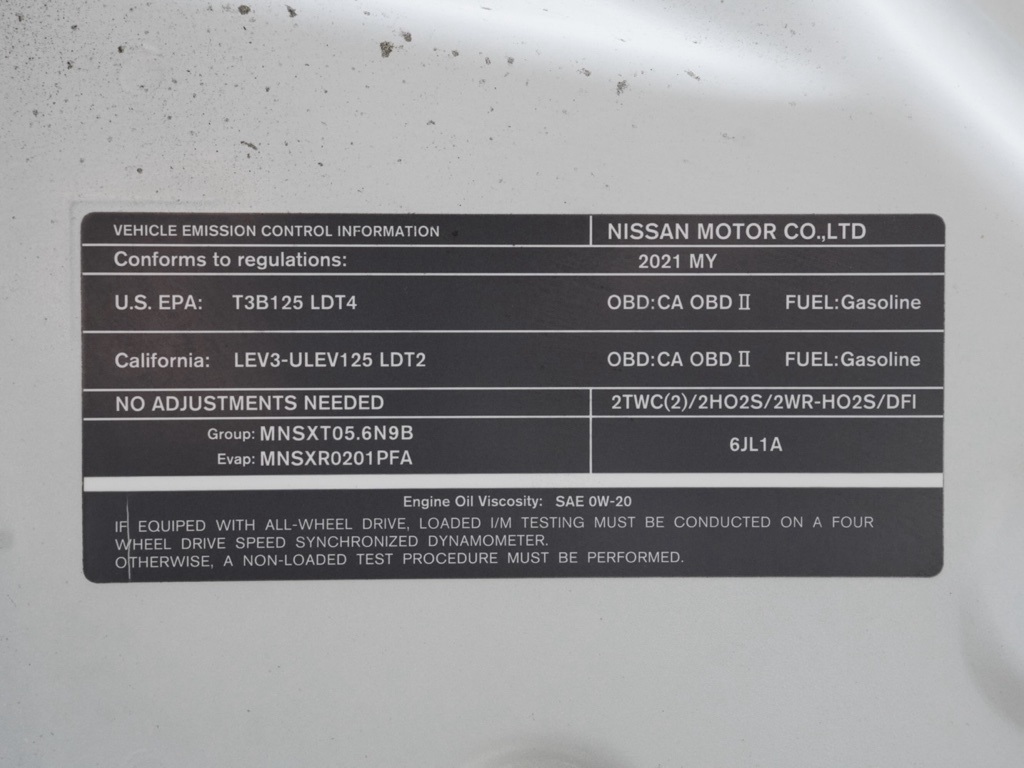 VEHICLE EMISSION CONTROL INFORMATION NISSAN MOTOR CO.,LTD
Conforms to regulations: 2021 MY
U.S. EPA: T3B125 LDT4 OBD:CA OBD II FUEL:Gasoline
California: LEV3-ULEV125 LDT2 OBD:CA OBD II FUEL:Gasoline
NO ADJUSTMENTS NEEDED 2TWC(2)/2HO2S/2WR-HO2S/DFI
Group: MNSXT05.6N9B
Evap: MNSXR0201PFA
6JL1A
Engine Oil Viscosity: SAE 0W-20
IF EQUIPED WITH ALL-WHEEL DRIVE, LOADED I/M TESTING MUST BE CONDUCTED ON A FOUR
WHEEL DRIVE SPEED SYNCHRONIZED DYNAMOMETER.
OTHERWISE, A NON-LOADED TEST PROCEDURE MUST BE PERFORMED.